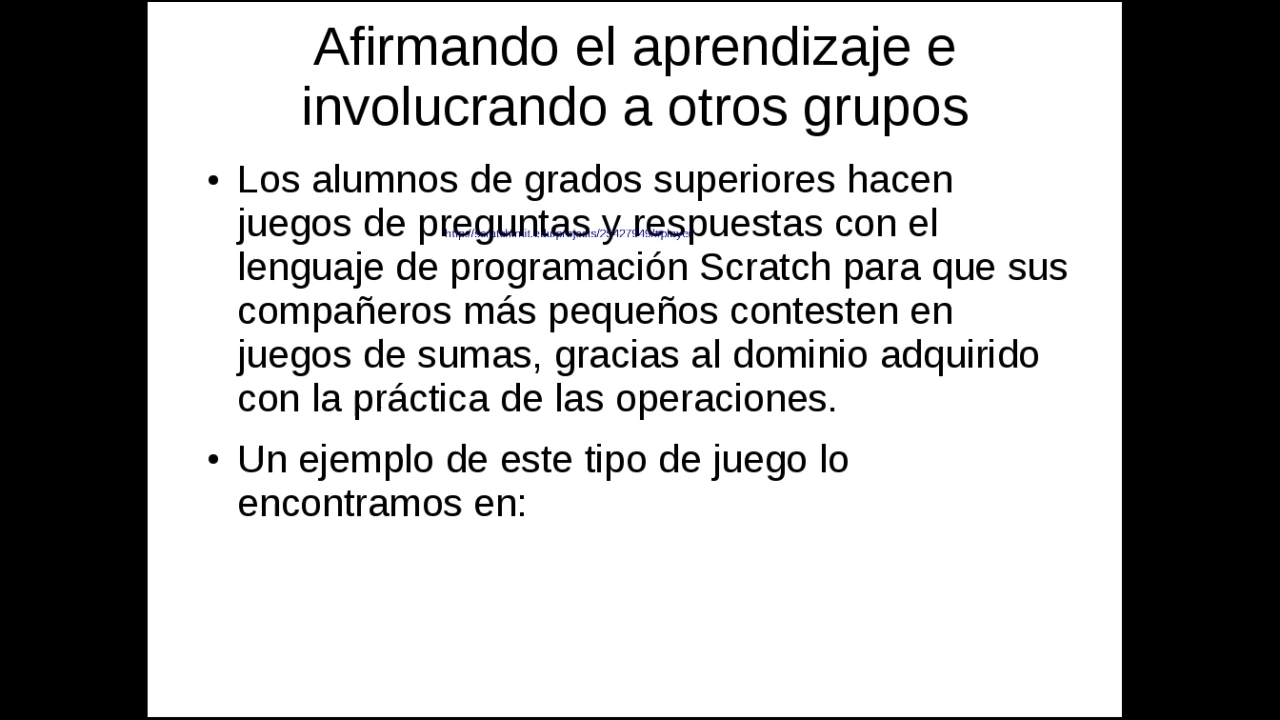 Afirmando el aprendizaje e
involucrando a otros grupos
• Los alumnos de grados superiores hacen
juegos de preguntas y respuestas con el
lenguaje de programación Scratch para que sus
compañeros más pequeños contesten en
juegos de sumas, gracias al dominio adquirido
con la práctica de las operaciones.
• Un ejemplo de este tipo de juego lo
encontramos en: